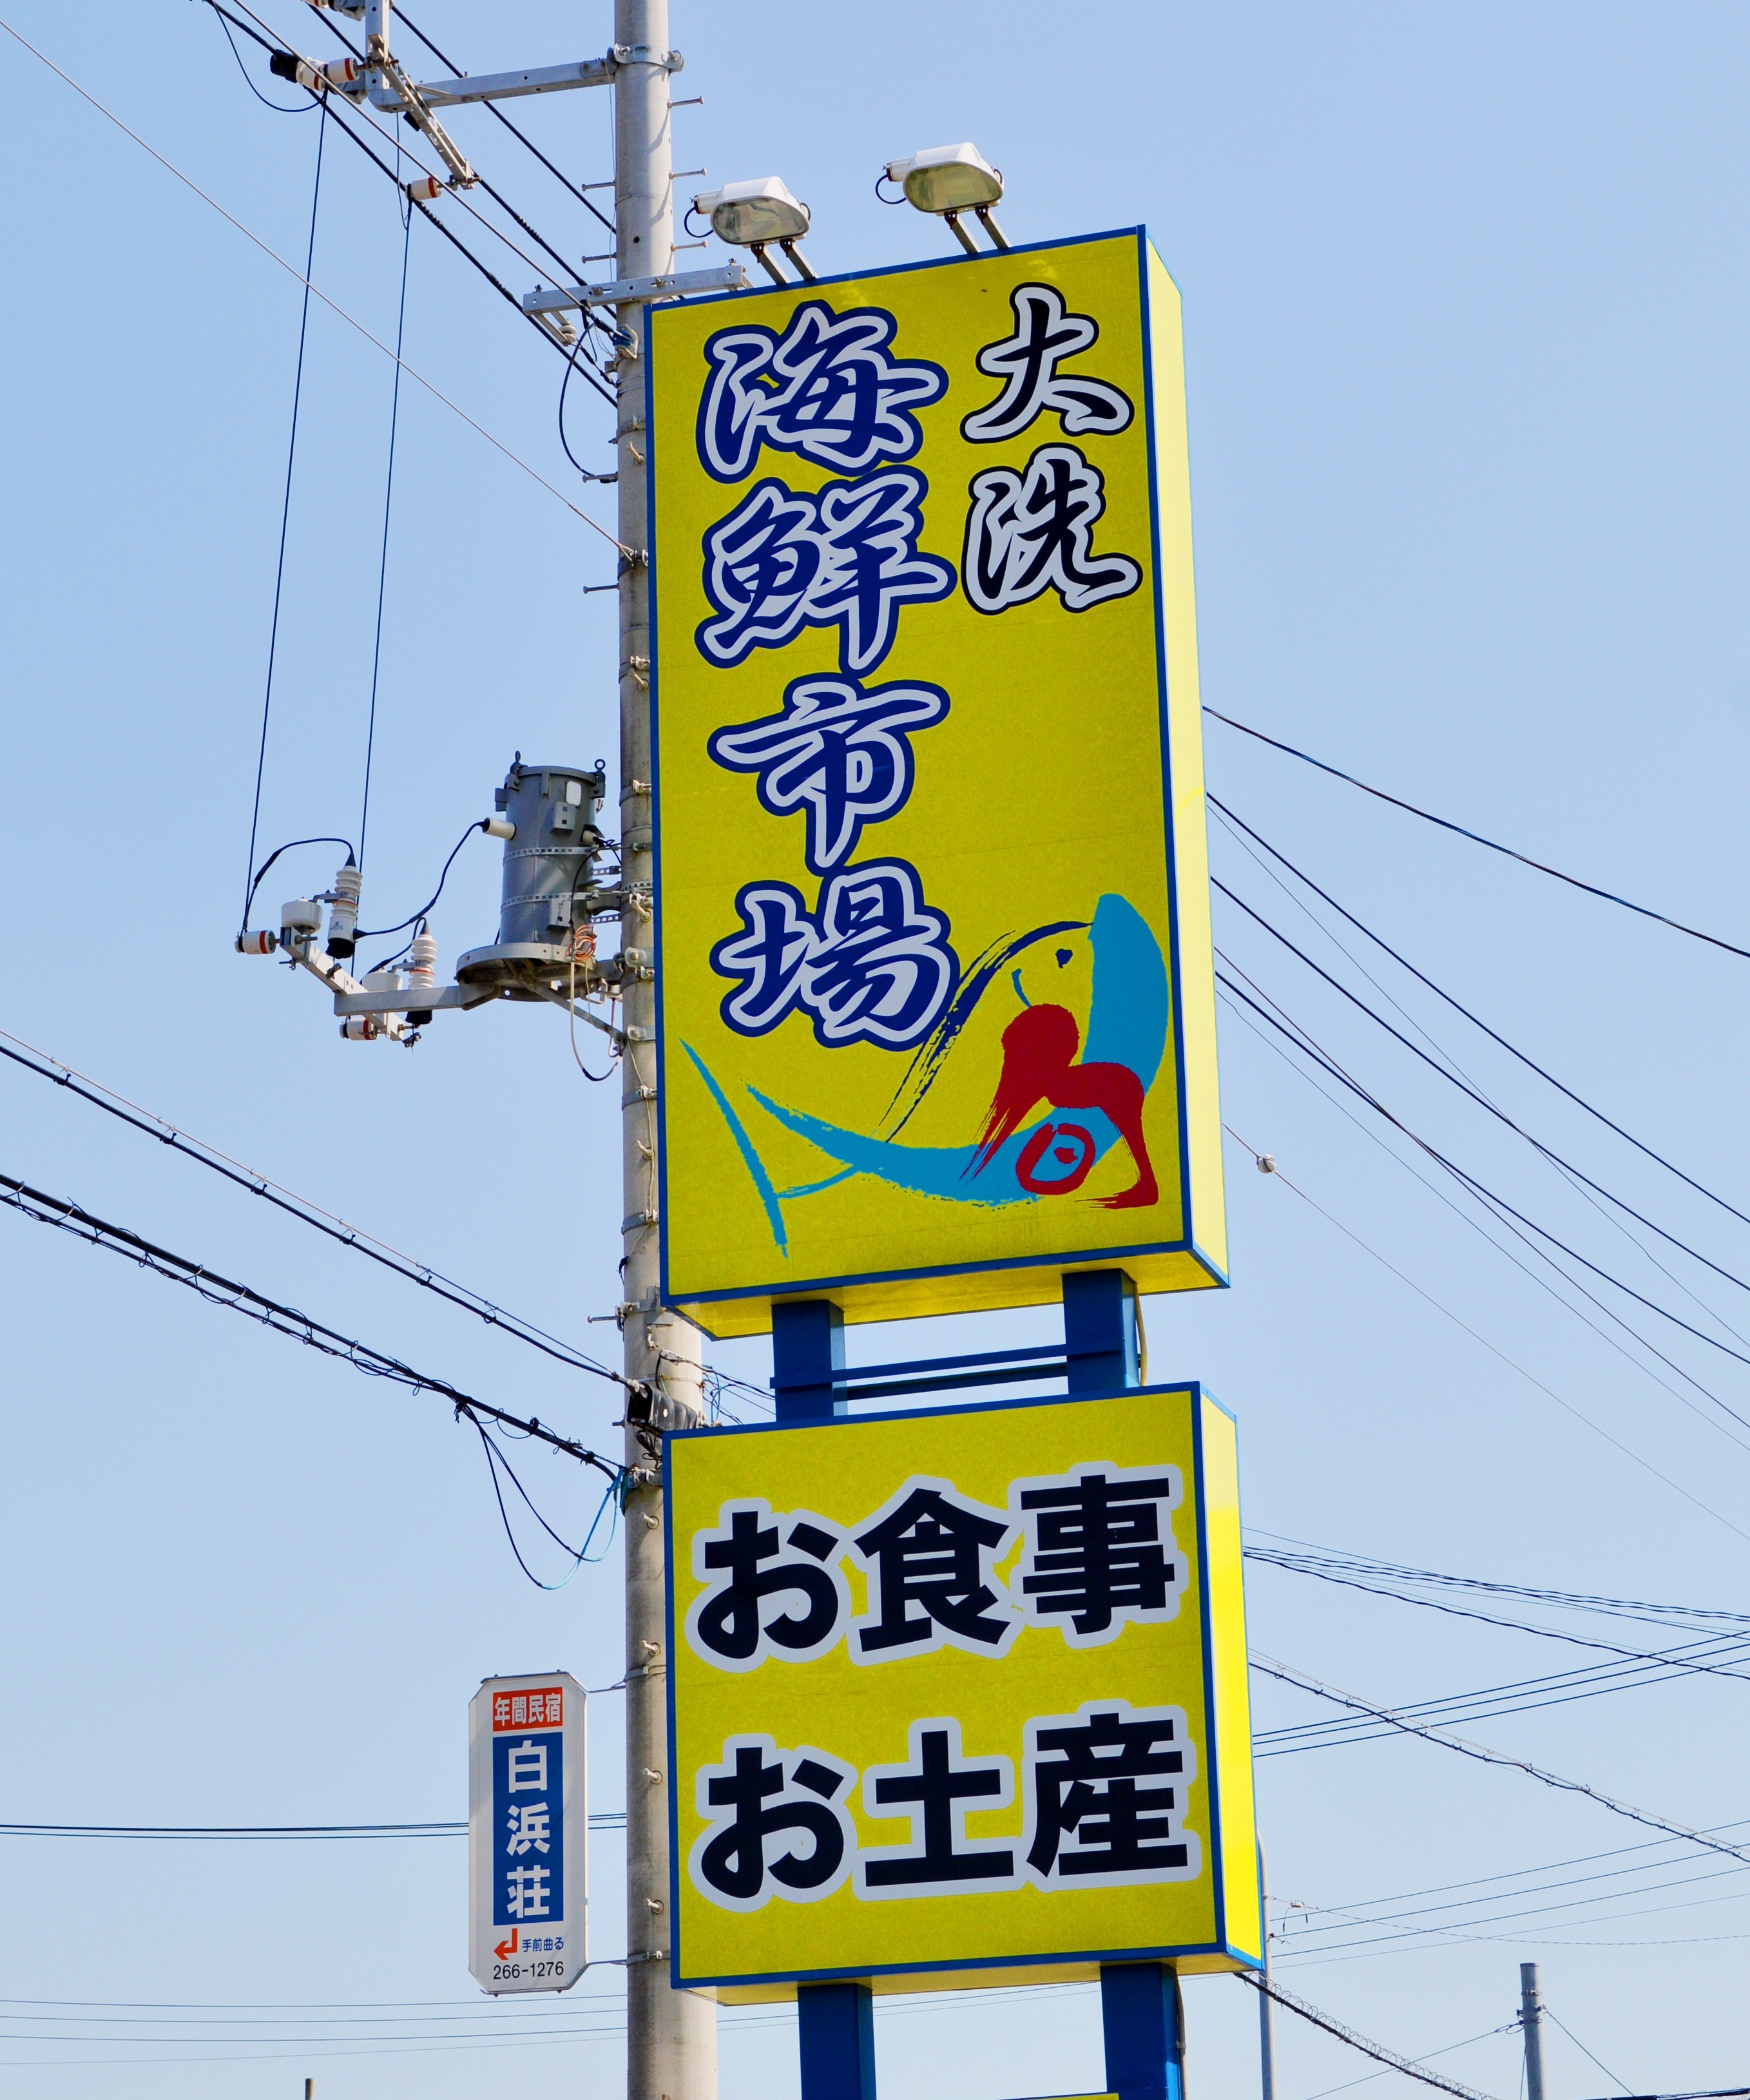 大洗
海鮮市場
お食事
お土産
年間民宿
白浜荘
手前曲る
266-1276